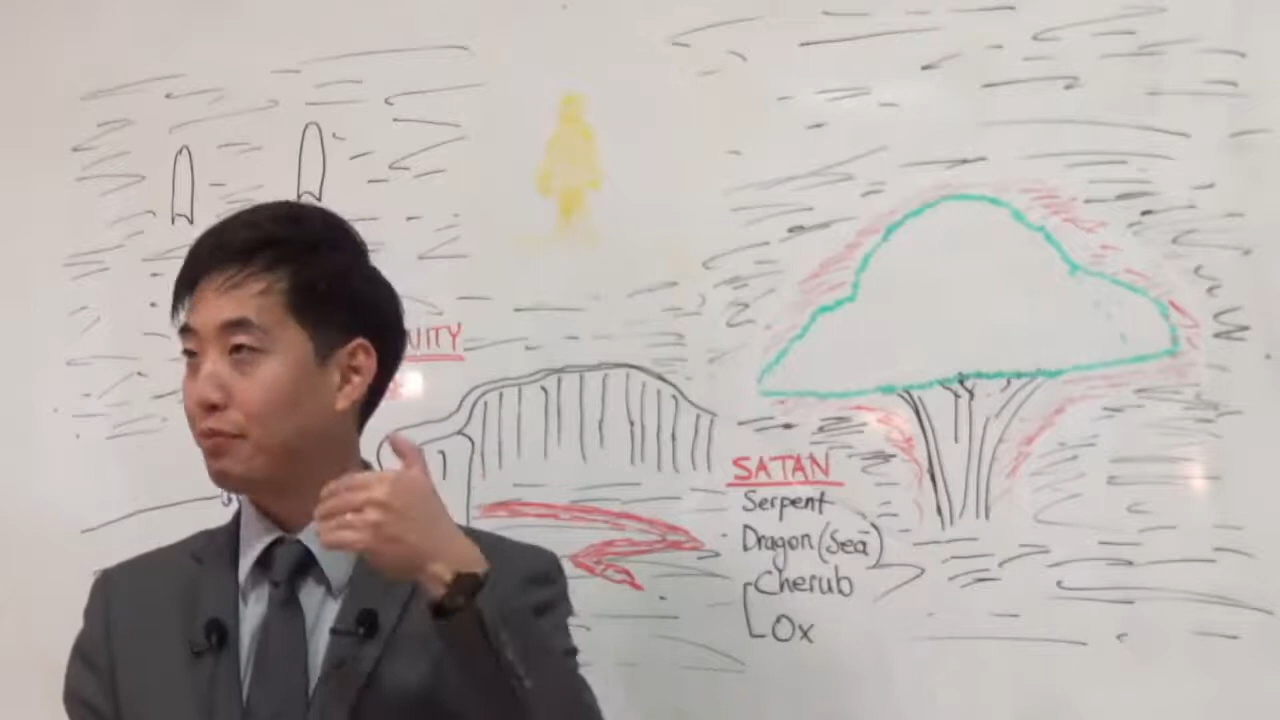 SATAN
Serpent
Dragon (Sea)
Cherub
Ox